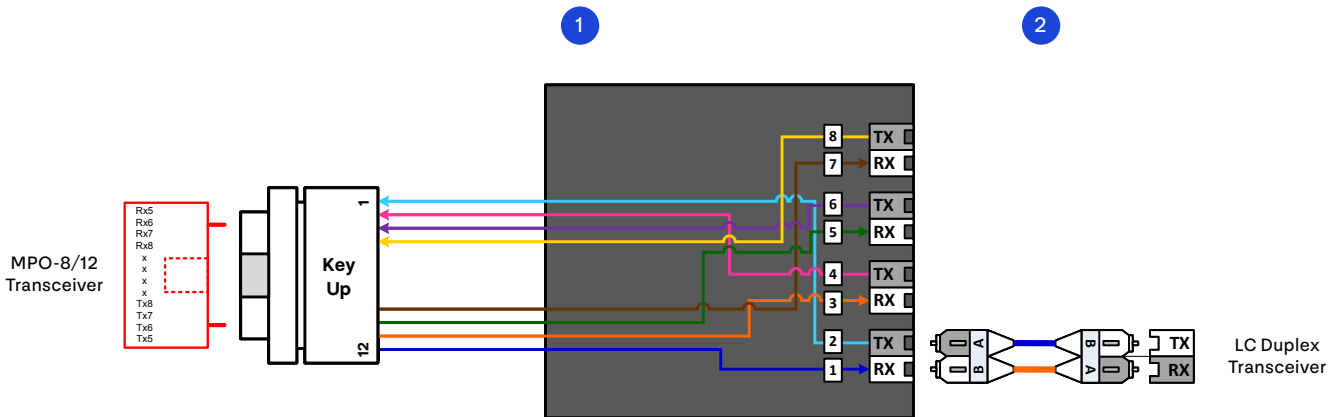 1
2
MPO-8/12
Transceiver
Rx5
Rx6
Rx7
Rx8
x
x
x
x
Tx8
Tx7
Tx6
Tx5
Key
Up
1
12
8
TX
7
RX
6
TX
5
RX
4
TX
3
RX
2
TX
1
RX
A
B
B
A
TX
RX
LC Duplex
Transceiver